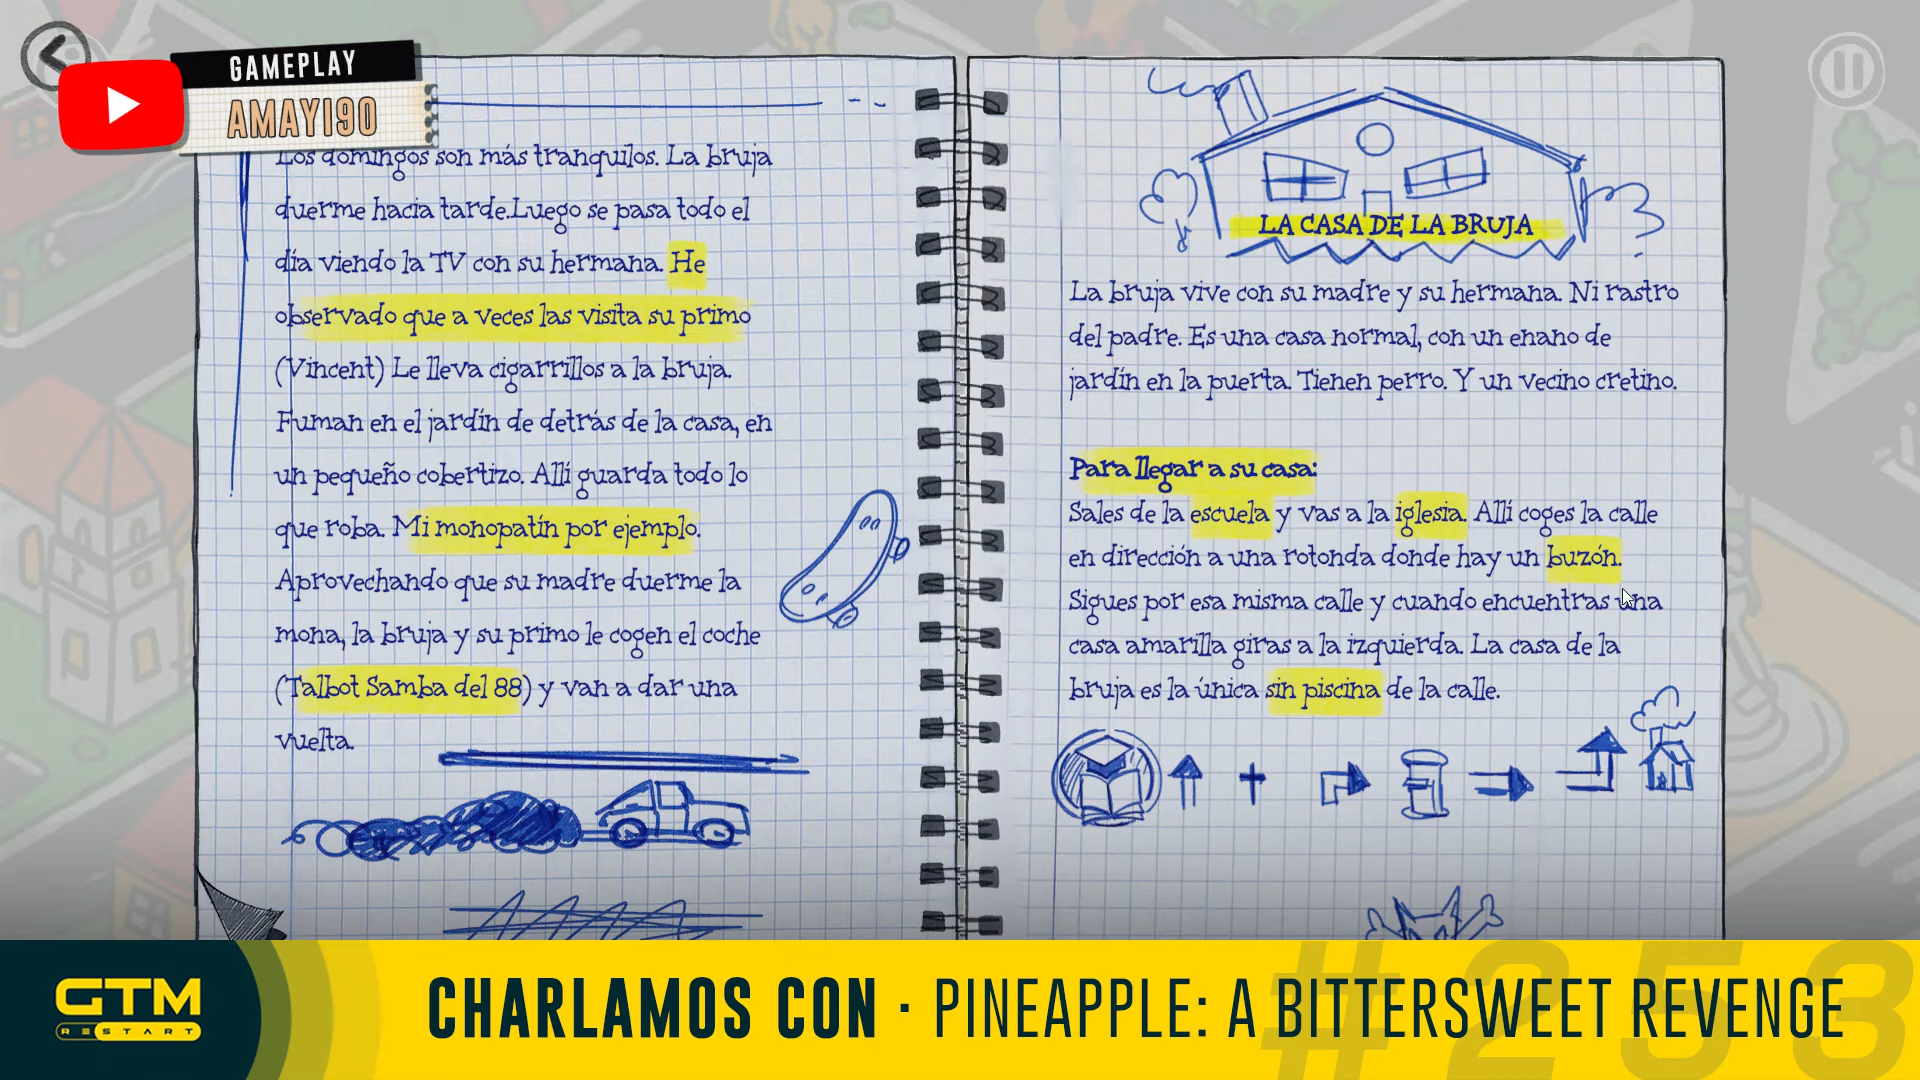 GAMEPLAY
AMAYI90
Los domingos son más tranquilos. La bruja
duerme hacia tarde.Luego se pasa todo el
día viendo la TV con su hermana. He
observado que a veces las visita su primo
(Vincent) Le lleva cigarrillos a la bruja.
Fuman en el jardín de detrás de la casa, en
un pequeño cobertizo. Allí guarda todo lo
que roba. Mi monopatín por ejemplo.
Aprovechando que su madre duerme la
mona, la bruja y su primo le cogen el coche
(Talbot Samba del 88) y van a dar una
vuelta.
LA CASA DE LA BRUJA
La bruja vive con su madre y su hermana. Ni rastro
del padre. Es una casa normal, con un enano de
jardín en la puerta. Tienen perro. Y un vecino cretino.
Para llegar a su casa:
Sales de la escuela y vas a la iglesia. Allí coges la calle
en dirección a una rotonda donde hay un buzón.
Sigues por esa misma calle y cuando encuentras una
casa amarilla giras a la izquierda. La casa de la
bruja es la única sin piscina de la calle.
GTM
RESTART
CHARLAMOS CON · PINEAPPLE: A BITTERSWEET REVENGE
#253